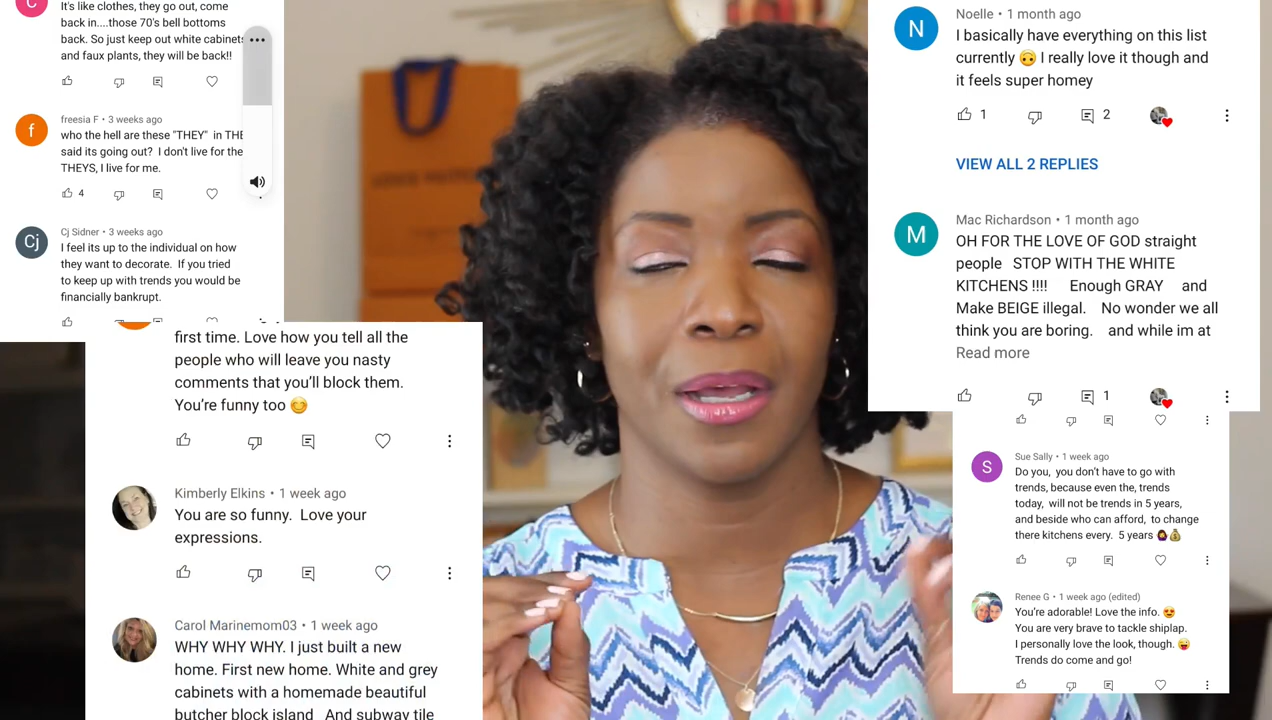 It's like clothes, they go out, come
back in....those 70's bell bottoms
back. So just keep out white cabinets
and faux plants, they will be back!!
freesia F • 3 weeks ago
who the hell are these "THEY" in THE
said its going out? I don't live for the
THEYS, I live for me.
4
Cj
Cj Sidner • 3 weeks ago
I feel its up to the individual on how
they want to decorate. If you tried
to keep up with trends you would be
financially bankrupt.
first time. Love how you tell all the
people who will leave you nasty
comments that you'll block them.
You're funny too 😊
Kimberly Elkins • 1 week ago
You are so funny. Love your
expressions.
Carol Marinemom03 • 1 week ago
WHY WHY WHY. I just built a new
home. First new home. White and grey
cabinets with a homemade beautiful
butcher block island And subway tile
N
Noelle • 1 month ago
I basically have everything on this list
currently 🙃 I really love it though and
it feels super homey
1 2
VIEW ALL 2 REPLIES
M
Mac Richardson • 1 month ago
OH FOR THE LOVE OF GOD straight
people STOP WITH THE WHITE
KITCHENS !!!! Enough GRAY and
Make BEIGE illegal. No wonder we all
think you are boring. and while im at
Read more
1
S
Sue Sally • 1 week ago
Do you, you don't have to go with
trends, because even the, trends
today, will not be trends in 5 years,
and beside who can afford, to change
there kitchens every. 5 years 🤷‍♀️💰
Renee G • 1 week ago (edited)
You're adorable! Love the info. 😍
You are very brave to tackle shiplap.
I personally love the look, though. 😜
Trends do come and go!